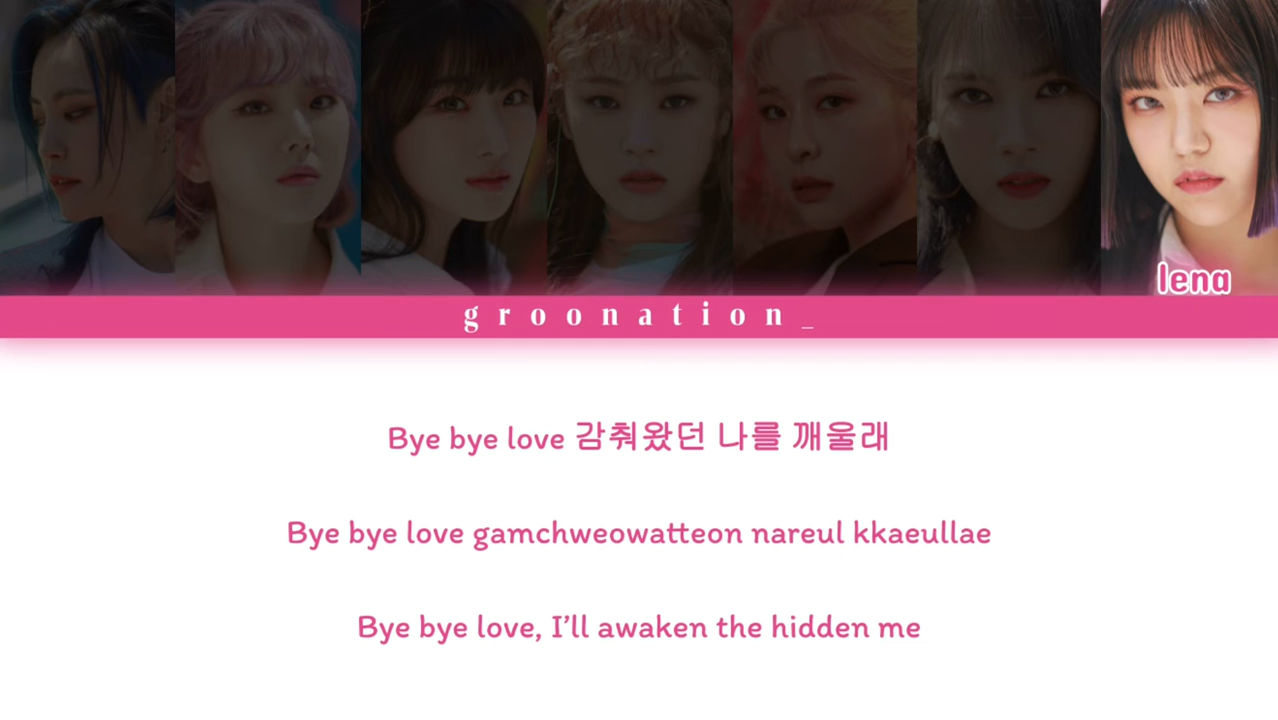 lena
groonation_
Bye bye love 감춰왔던 나를 깨울래
Bye bye love gamchweowatteon nareul kkaeullae
Bye bye love, I’ll awaken the hidden me